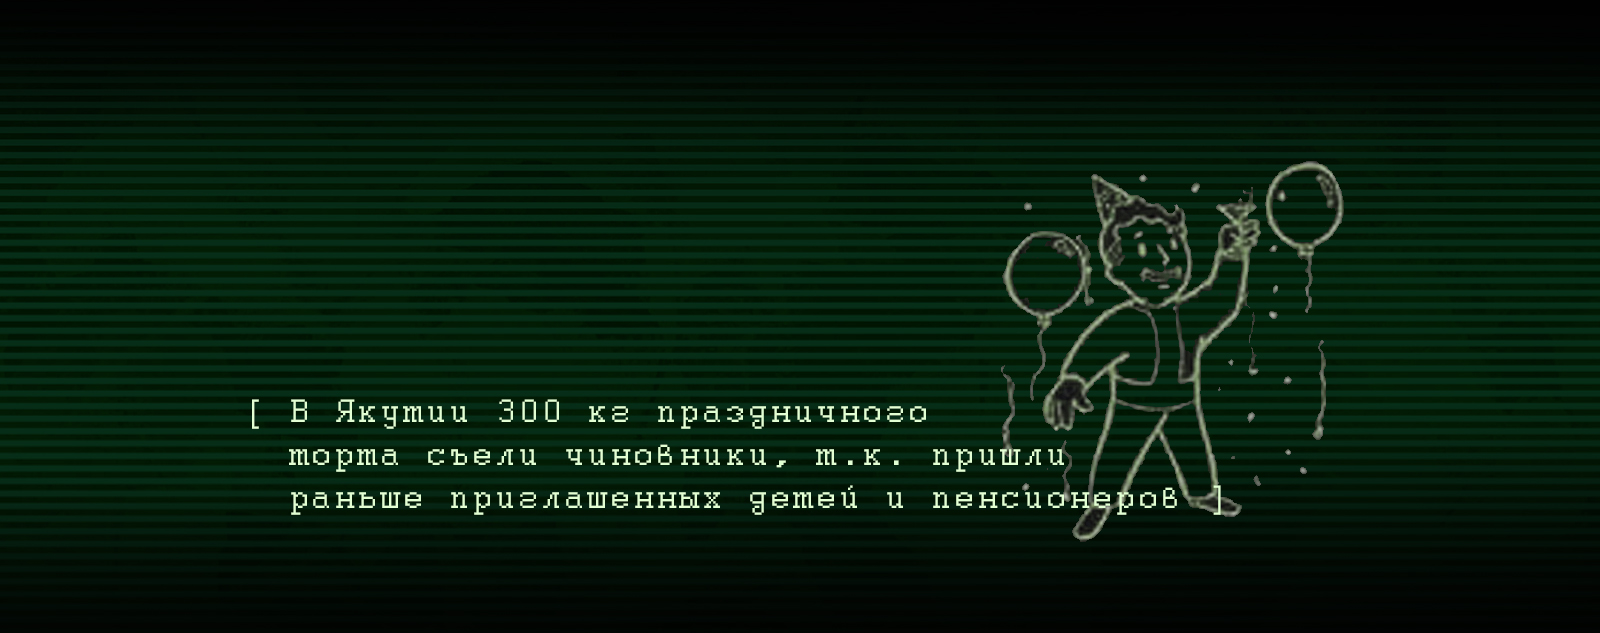 [ В Якутии 300 кг праздничного
торта съели чиновники, т.к. пришли
раньше приглашенных детей и пенсионеров ]